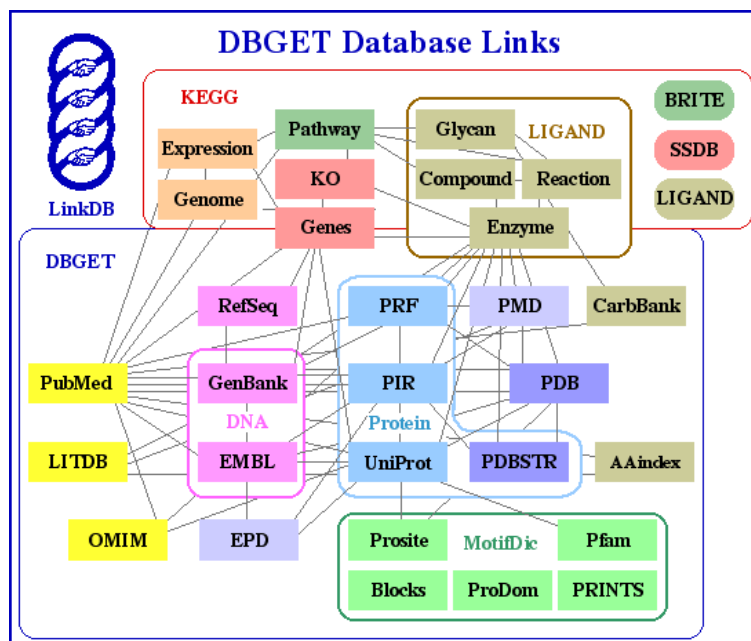 DBGET Database Links
KEGG
Pathway
Glycan
LIGAND
BRITE
Expression
KO
Compound
Reaction
SSDB
Genome
LIGAND
LinkDB
Genes
Enzyme
DBGET
RefSeq
PRF
PMD
CarbBank
PubMed
GenBank
PIR
PDB
DNA
Protein
LITDB
EMBL
UniProt
PDBSTR
AAindex
OMIM
EPD
Prosite
MotifDic
Pfam
Blocks
ProDom
PRINTS